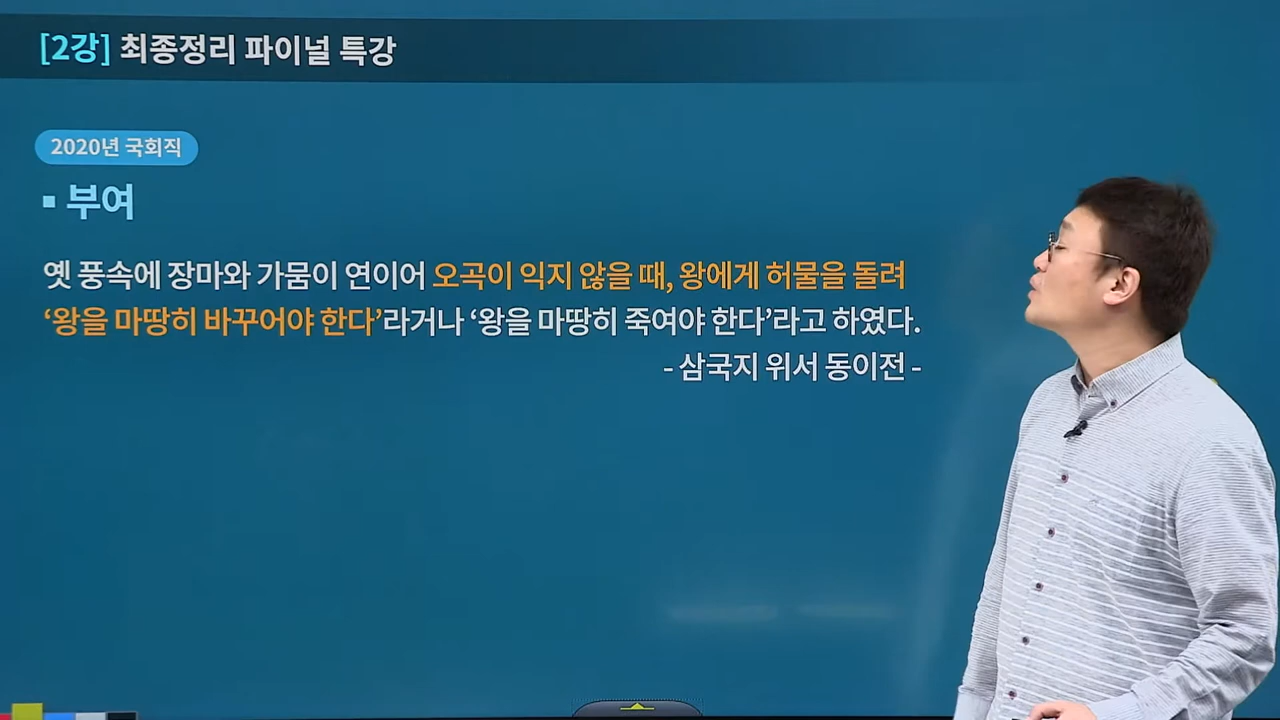 [2강] 최종정리 파이널 특강
2020년 국회직
▪ 부여
옛 풍속에 장마와 가뭄이 연이어 오곡이 익지 않을 때, 왕에게 허물을 돌려
‘왕을 마땅히 바꾸어야 한다’라거나 ‘왕을 마땅히 죽여야 한다’라고 하였다.
- 삼국지 위서 동이전 -